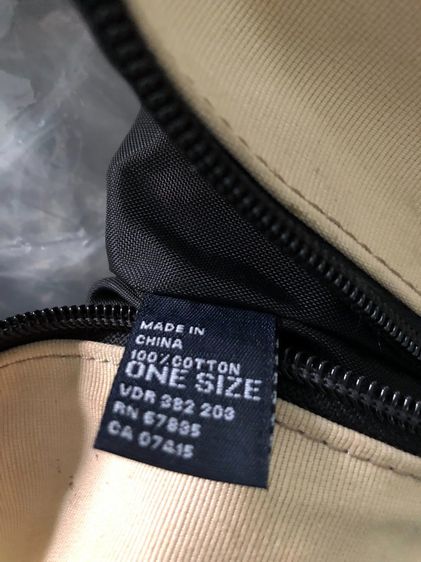 MADE IN
CHINA
100% COTTON
ONE SIZE
VDR 382 203
RN 67835
CA 07415